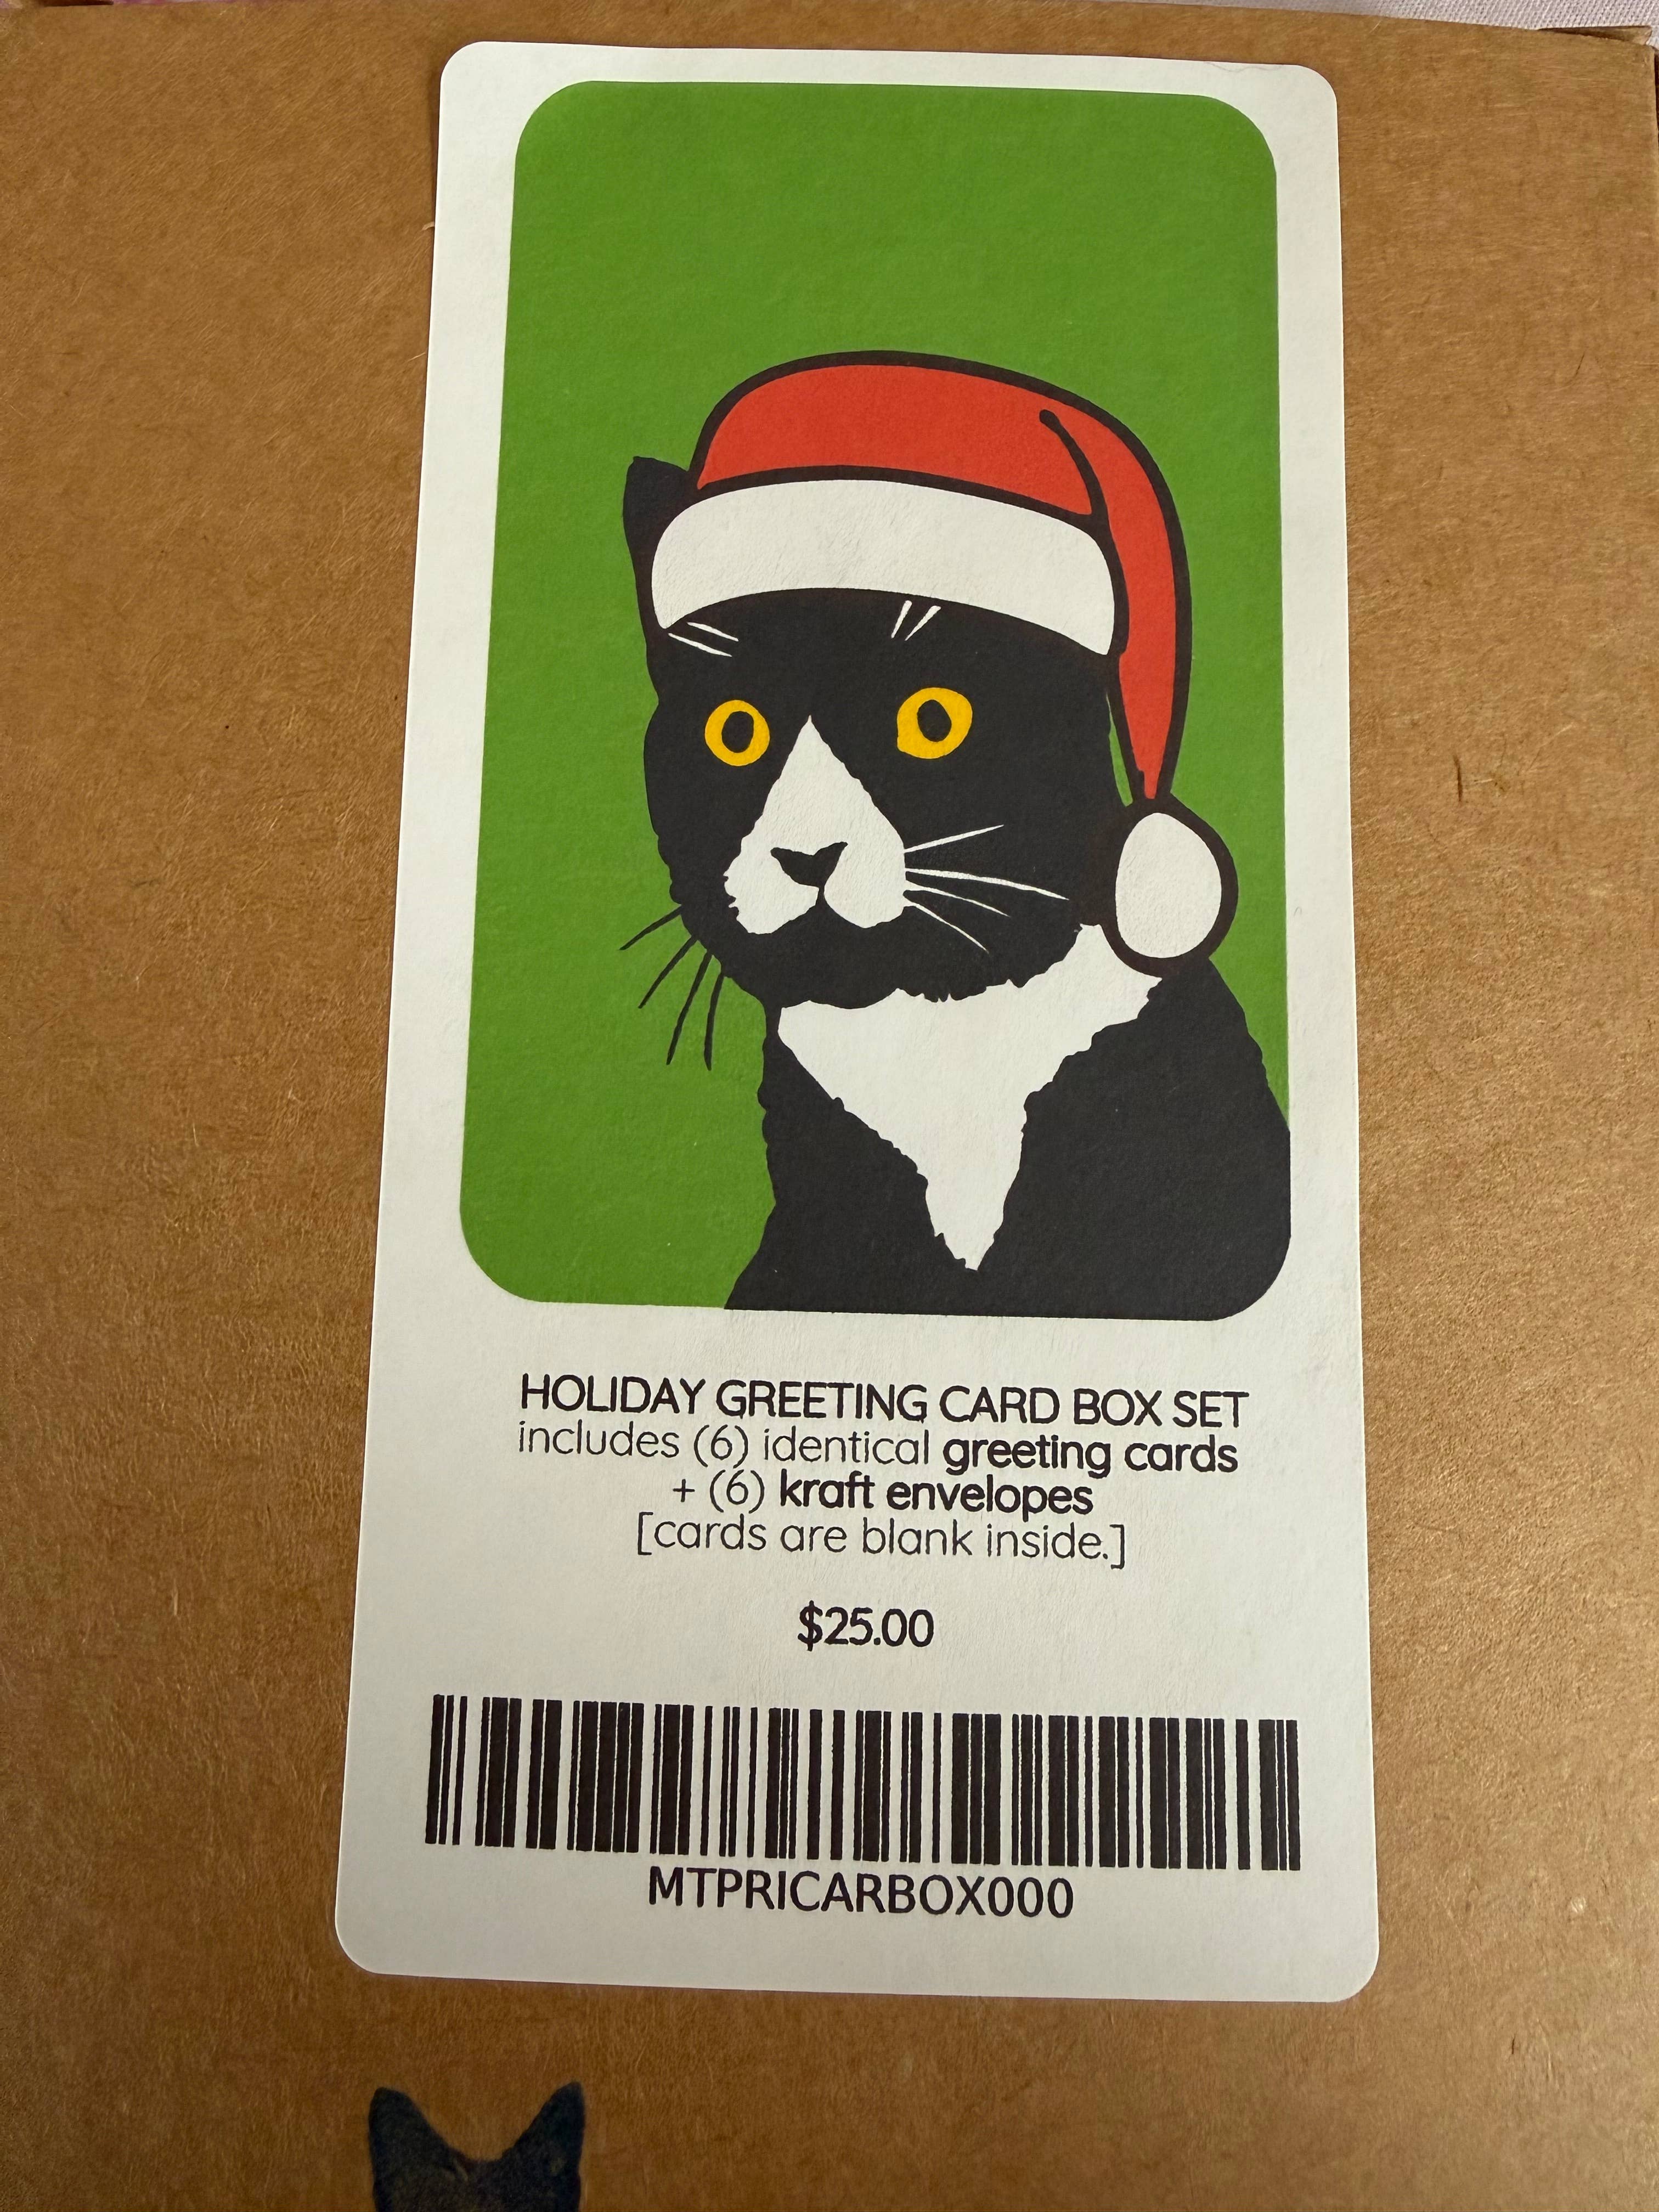 HOLIDAY GREETING CARD BOX SET
includes (6) identical greeting cards
+ (6) kraft envelopes
[cards are blank inside.]
$25.00
MTPRICARBOX000